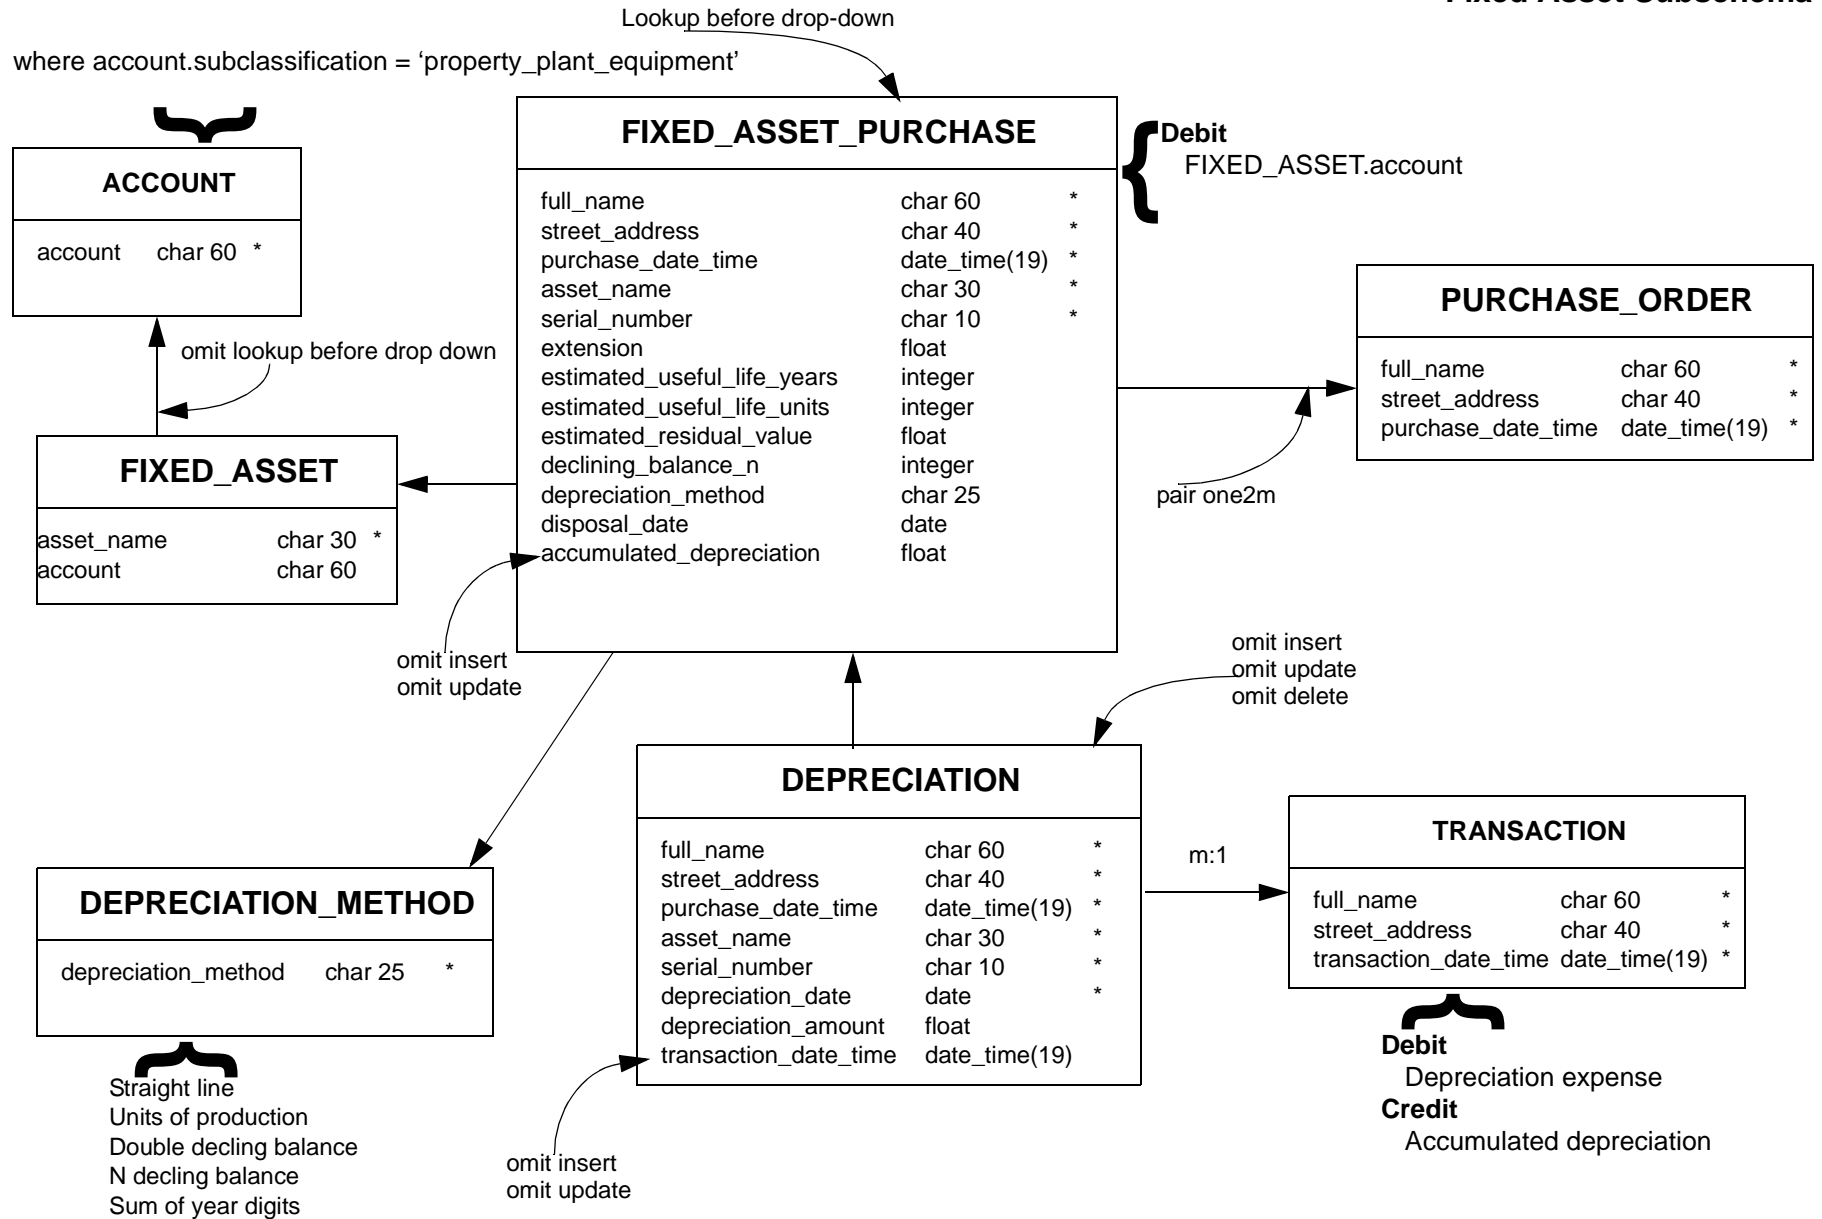 Fixed Asset Subschema
Lookup before drop-down
where account.subclassification = ‘property_plant_equipment’
ACCOUNT
account char 60 *
omit lookup before drop down
FIXED_ASSET
asset_name char 30 *
account char 60
FIXED_ASSET_PURCHASE
full_name char 60 *
street_address char 40 *
purchase_date_time date_time(19) *
asset_name char 30 *
serial_number char 10 *
extension float
estimated_useful_life_years integer
estimated_useful_life_units integer
estimated_residual_value float
declining_balance_n integer
depreciation_method char 25
disposal_date date
accumulated_depreciation float
Debit
FIXED_ASSET.account
PURCHASE_ORDER
full_name char 60 *
street_address char 40 *
purchase_date_time date_time(19) *
pair one2m
omit insert
omit update
omit insert
omit update
omit delete
DEPRECIATION
full_name char 60 *
street_address char 40 *
purchase_date_time date_time(19) *
asset_name char 30 *
serial_number char 10 *
depreciation_date date *
depreciation_amount float
transaction_date_time date_time(19)
m:1
TRANSACTION
full_name char 60 *
street_address char 40 *
transaction_date_time date_time(19) *
Debit
Depreciation expense
Credit
Accumulated depreciation
DEPRECIATION_METHOD
depreciation_method char 25 *
Straight line
Units of production
Double decling balance
N decling balance
Sum of year digits
omit insert
omit update